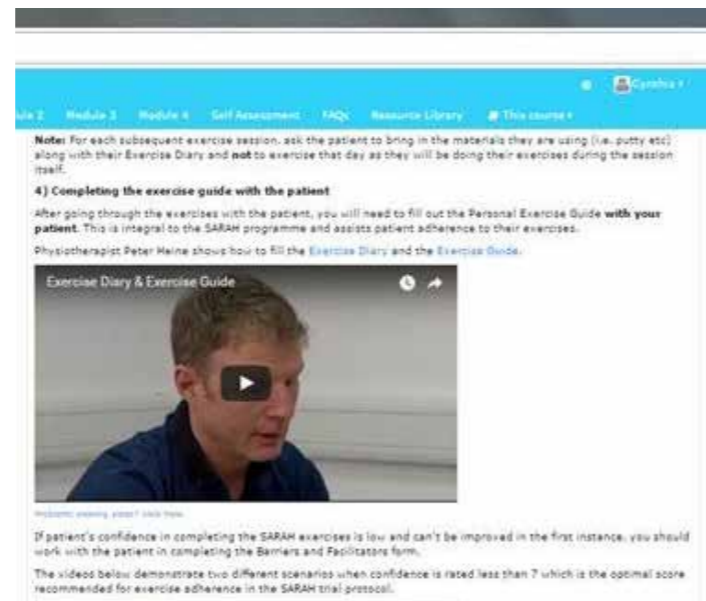 Cynthia
ule 2 Module 3 Module 4 Self Assessment FAQs Resource Library This course
Note: For each subsequent exercise session, ask the patient to bring in the materials they are using (i.e. putty etc)
along with their Exercise Diary and not to exercise that day as they will be doing their exercises during the session
itself.
4) Completing the exercise guide with the patient
After going through the exercises with the patient, you will need to fill out the Personal Exercise Guide with your
patient. This is integral to the SARAH programme and assists patient adherence to their exercises.
Physiotherapist Peter Heine shows how to fill the Exercise Diary and the Exercise Guide.
Exercise Diary & Exercise Guide
Problems viewing video? Click here.
If patient's confidence in completing the SARAH exercises is low and can't be improved in the first instance, you should
work with the patient in completing the Barriers and Facilitators form.
The videos below demonstrate two different scenarios when confidence is rated less than 7 which is the optimal score
recommended for exercise adherence in the SARAH trial protocol.